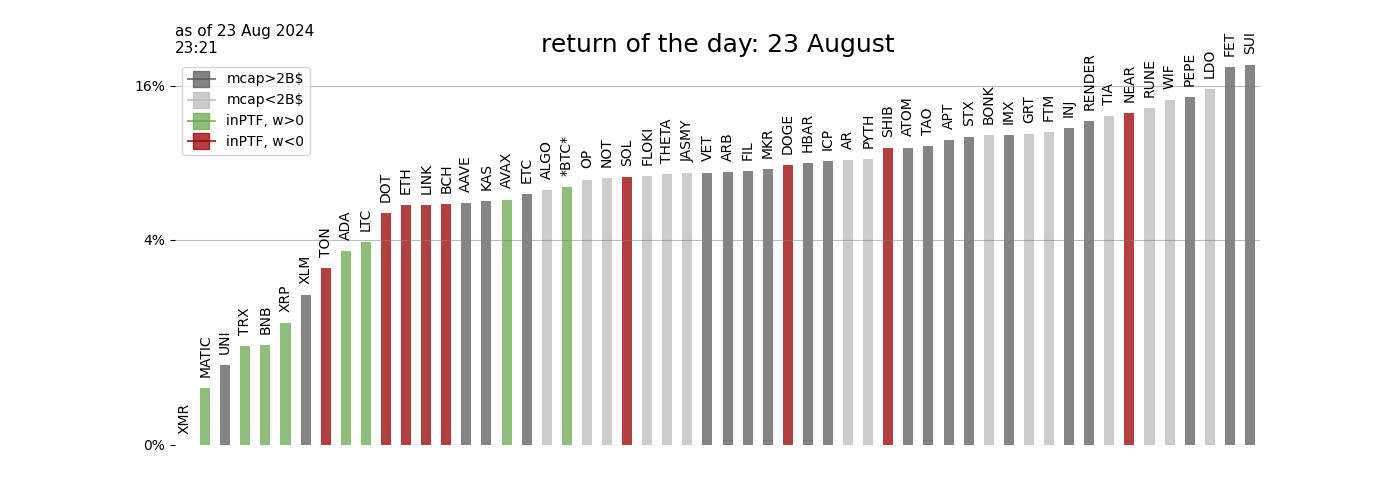 as of 23 Aug 2024
23:21
return of the day: 23 August
mcap>2B$
mcap<2B$
inPTF, w>0
inPTF, w<0
16%
4%
0%
XMR
MATIC
UNI
TRX
BNB
XRP
XLM
TON
ADA
LTC
DOT
ETH
LINK
BCH
AAVE
KAS
AVAX
ETC
ALGO
*BTC*
OP
NOT
SOL
FLOKI
THETA
JASMY
VET
ARB
FIL
MKR
DOGE
HBAR
ICP
AR
PYTH
SHIB
ATOM
TAO
APT
STX
BONK
IMX
GRT
FTM
INJ
RENDER
TIA
NEAR
RUNE
WIF
PEPE
LDO
FET
SUI